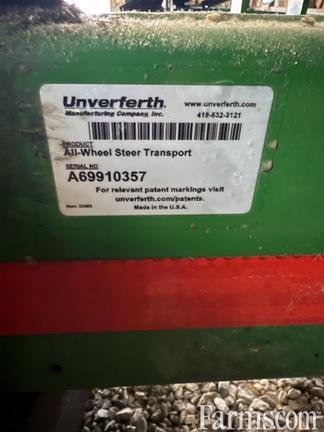 Unverferth. www.unverferth.com
Manufacturing Company, Inc. 419-532-3121
PRODUCT
All-Wheel Steer Transport
SERIAL NO
A69910357
For relevant patent markings visit
unverferth.com/patents.
Made in the U.S.A.
Farms.com